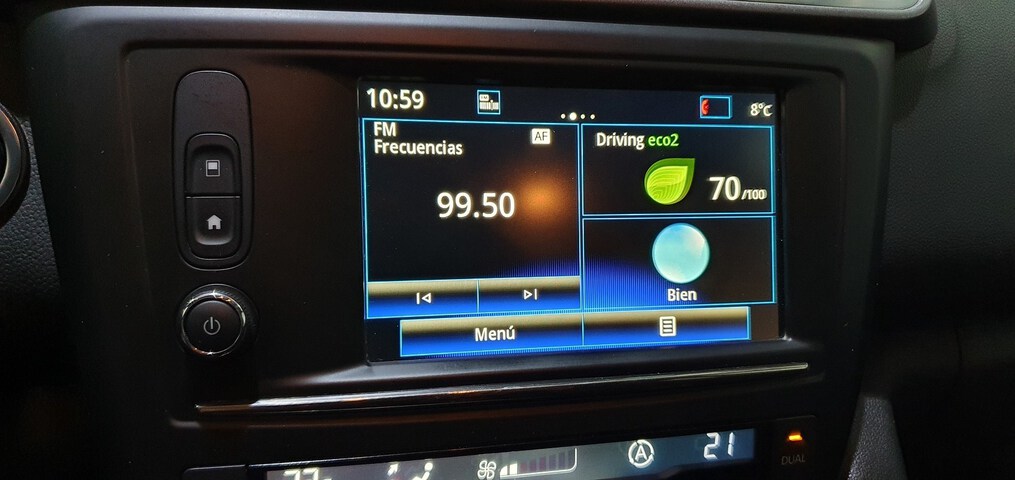 10:59
8°C
FM
Frecuencias
AF
99.50
Driving eco2
70/100
Bien
Menú
A
21
DUAL